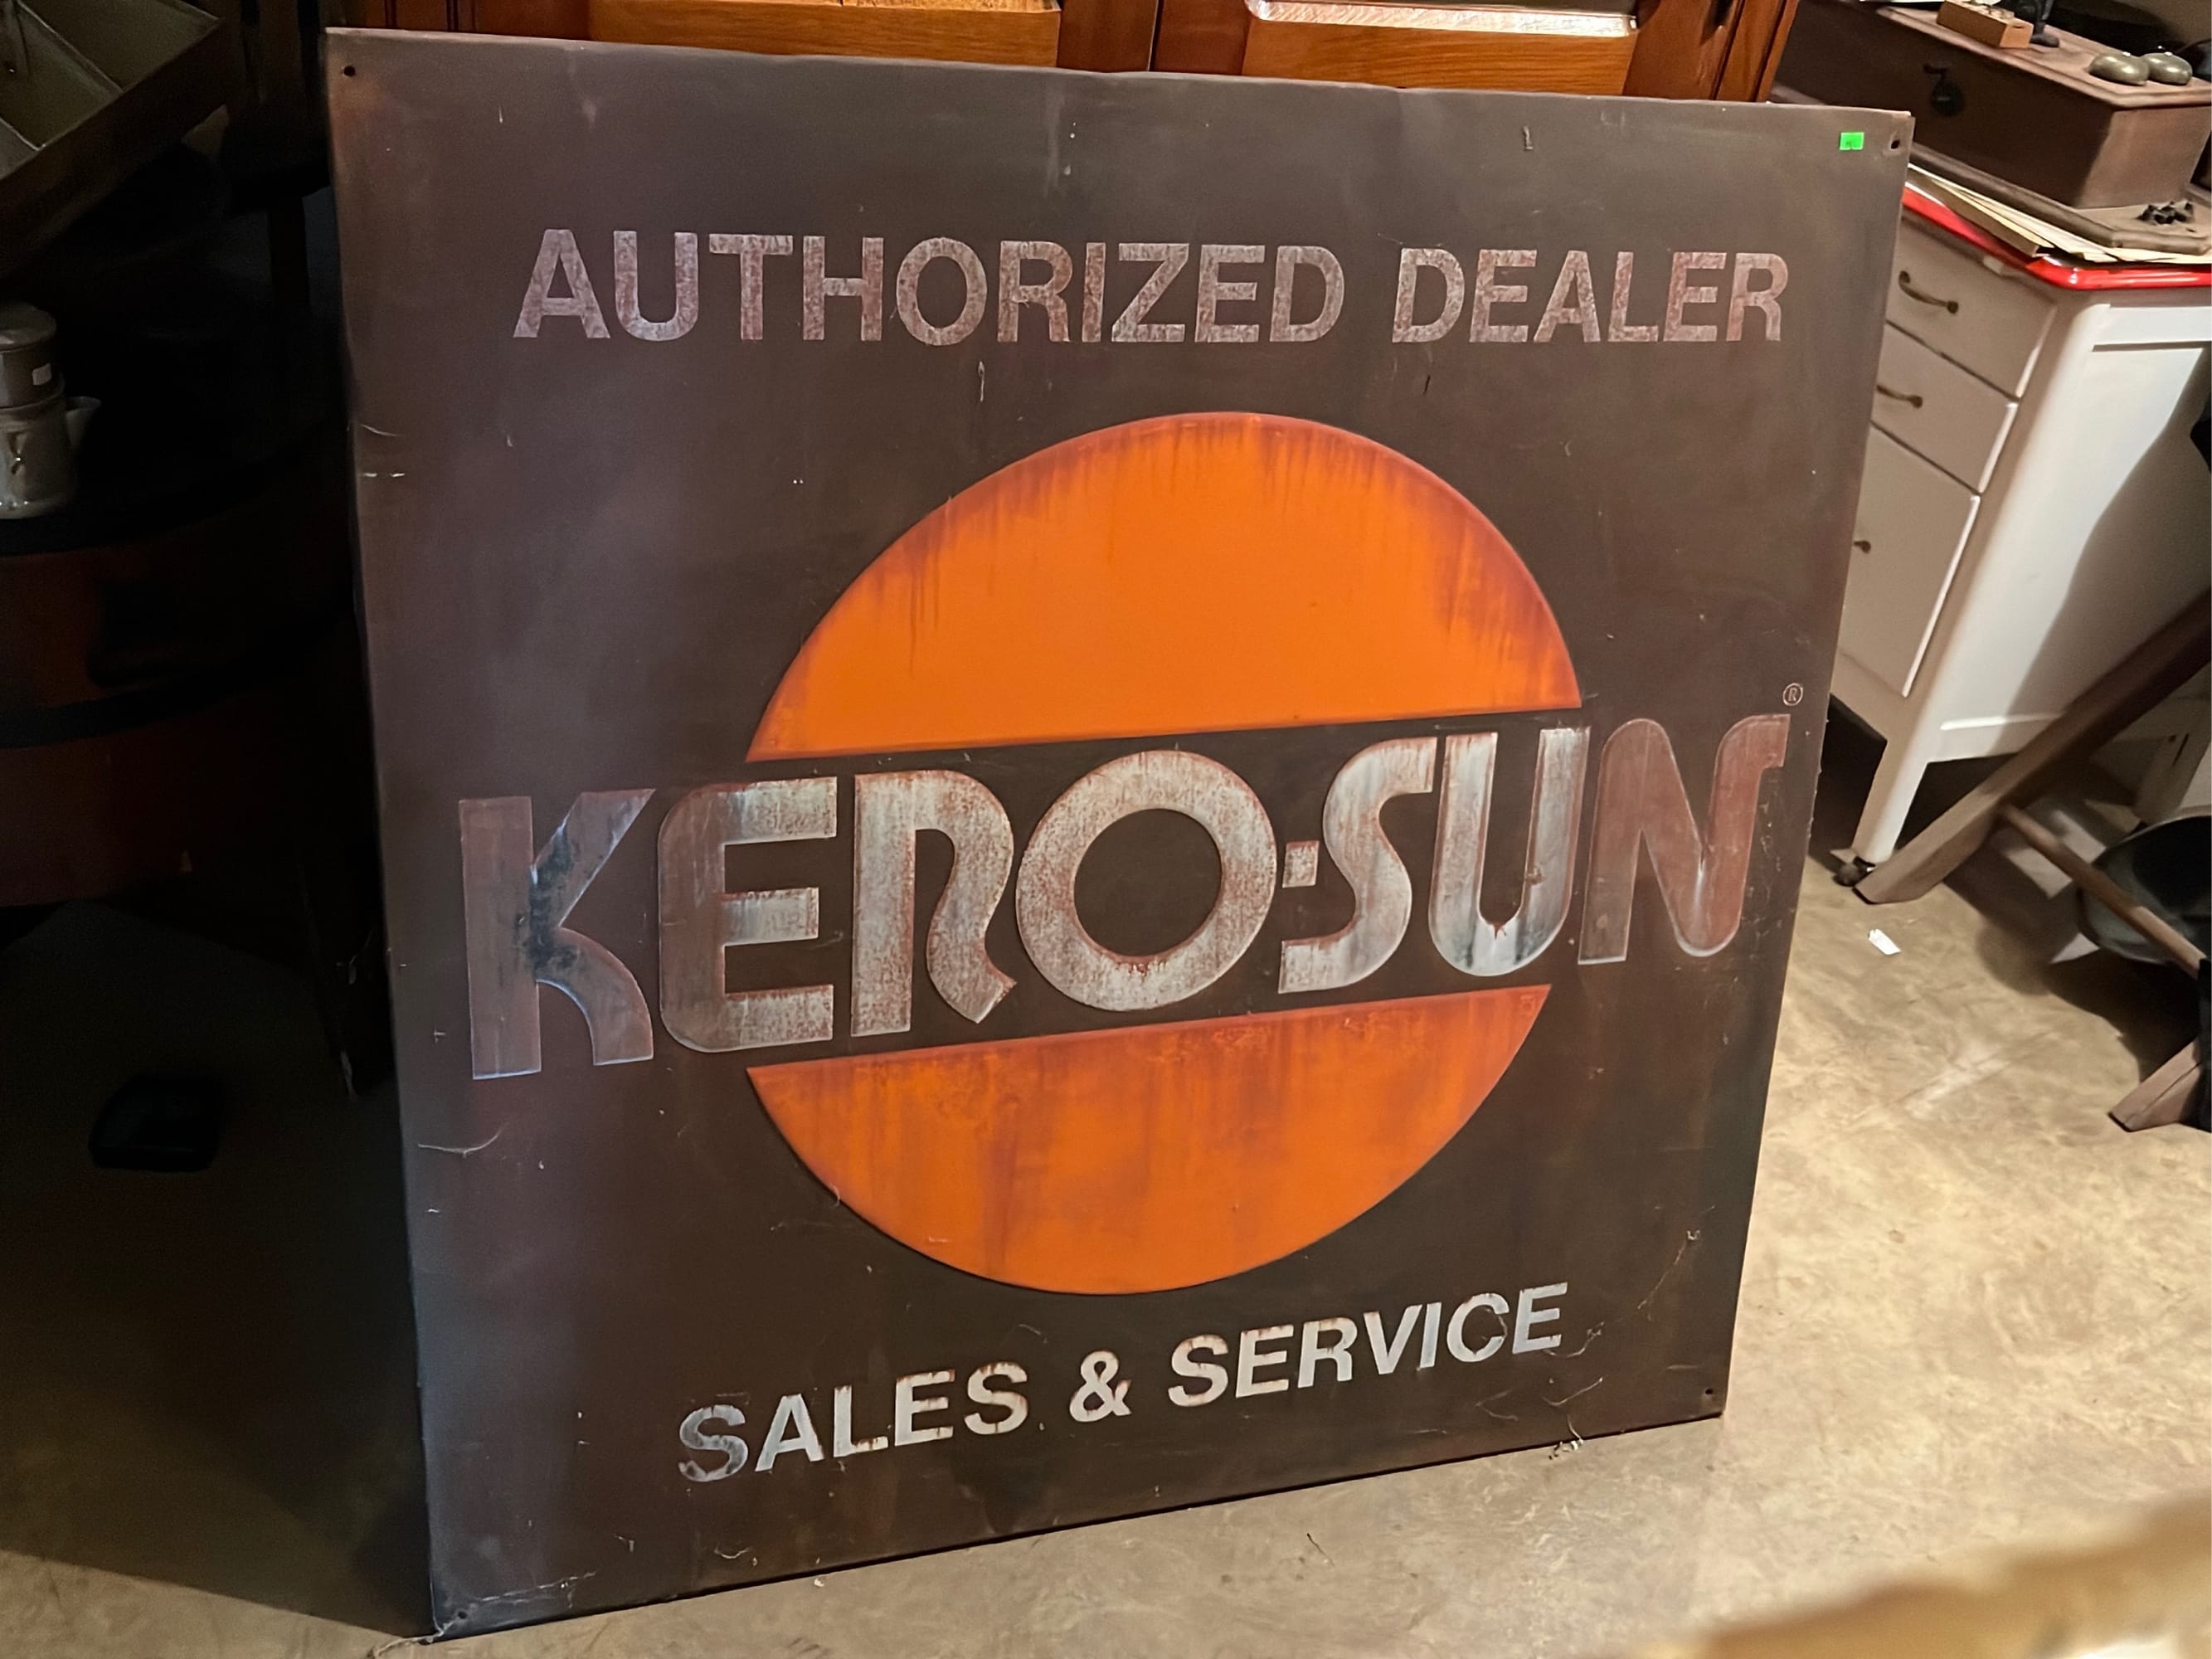 AUTHORIZED DEALER
KERO-SUN®
SALES & SERVICE